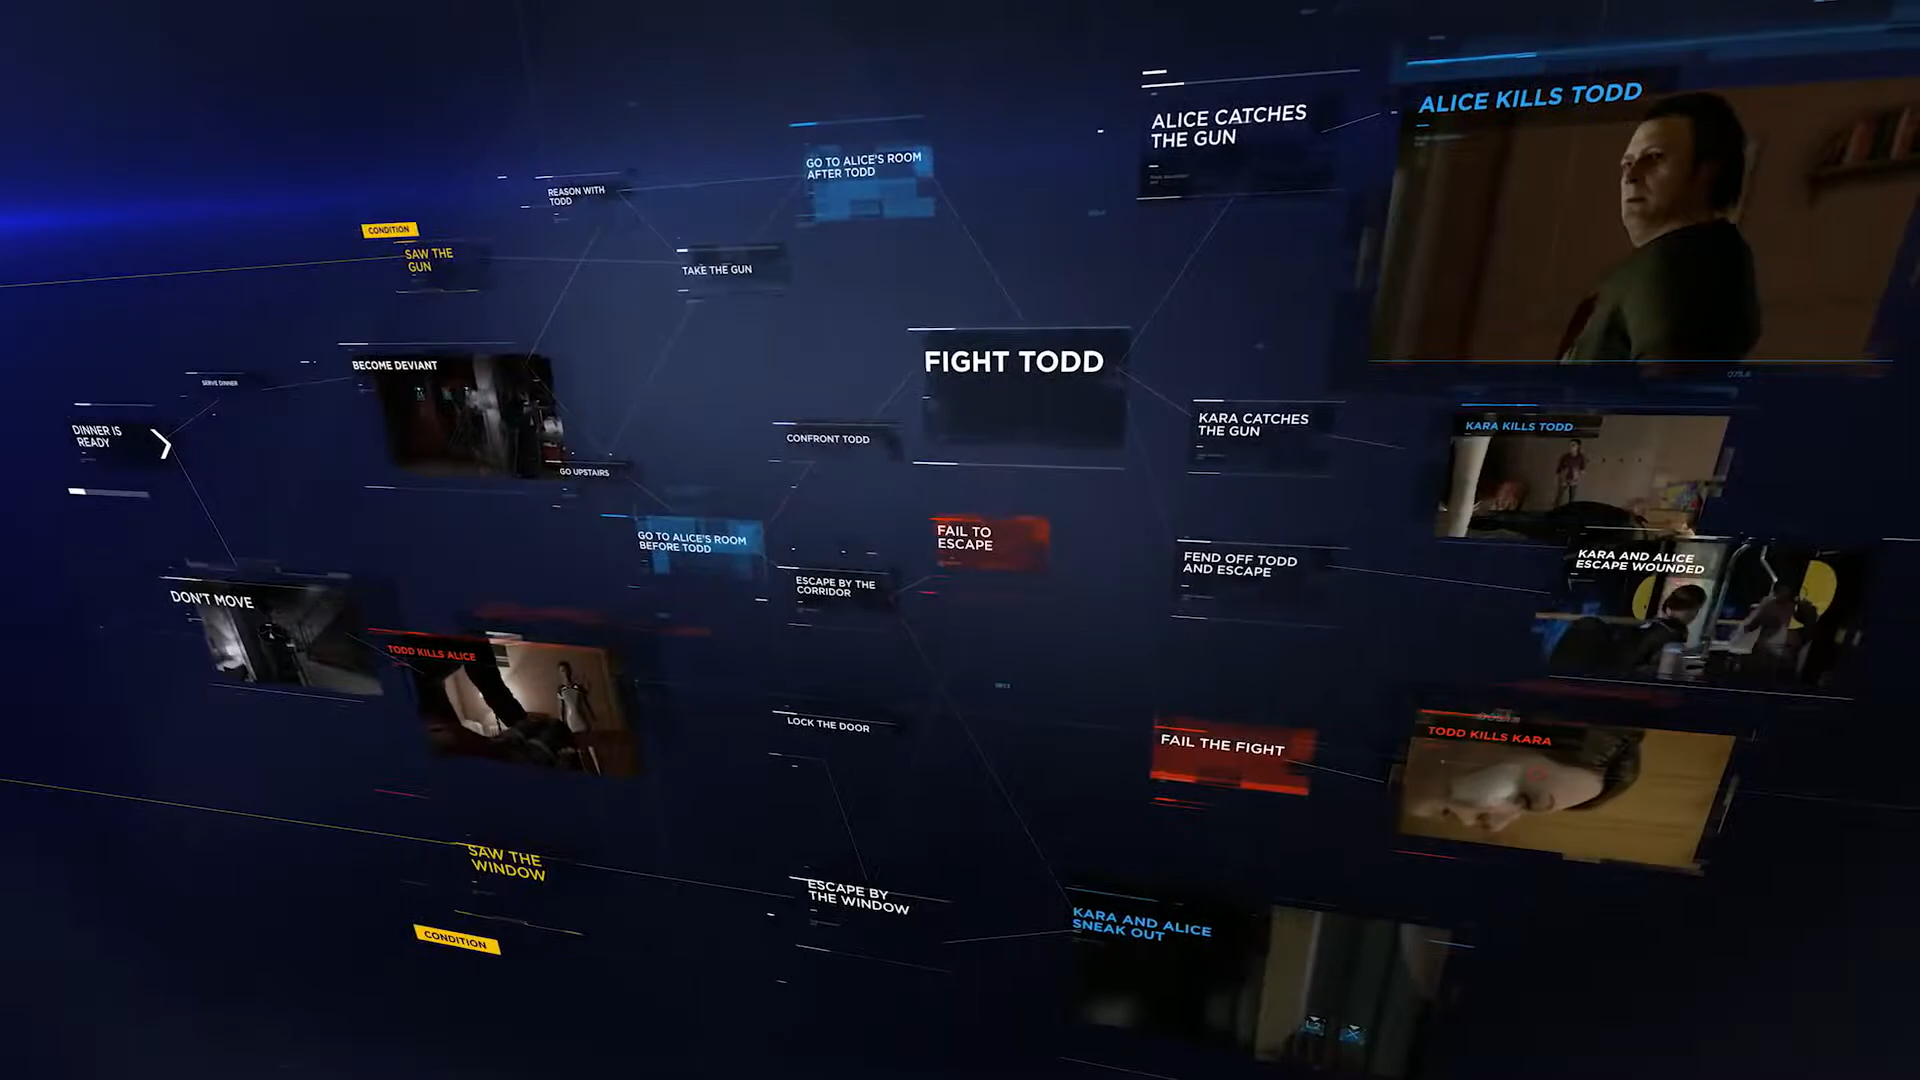 ALICE KILLS TODD
ALICE CATCHES
THE GUN
GO TO ALICE'S ROOM
AFTER TODD
REASON WITH
TODD
CONDITION
SAW THE
GUN
TAKE THE GUN
BECOME DEVIANT
FIGHT TODD
SERVE DINNER
DINNER IS
READY
KARA CATCHES
THE GUN
KARA KILLS TODD
CONFRONT TODD
GO UPSTAIRS
GO TO ALICE'S ROOM
BEFORE TODD
FAIL TO
ESCAPE
FEND OFF TODD
AND ESCAPE
KARA AND ALICE
ESCAPE WOUNDED
ESCAPE BY THE
CORRIDOR
DON'T MOVE
TODD KILLS ALICE
LOCK THE DOOR
FAIL THE FIGHT
TODD KILLS KARA
SAW THE
WINDOW
CONDITION
ESCAPE BY
THE WINDOW
KARA AND ALICE
SNEAK OUT
L2
X